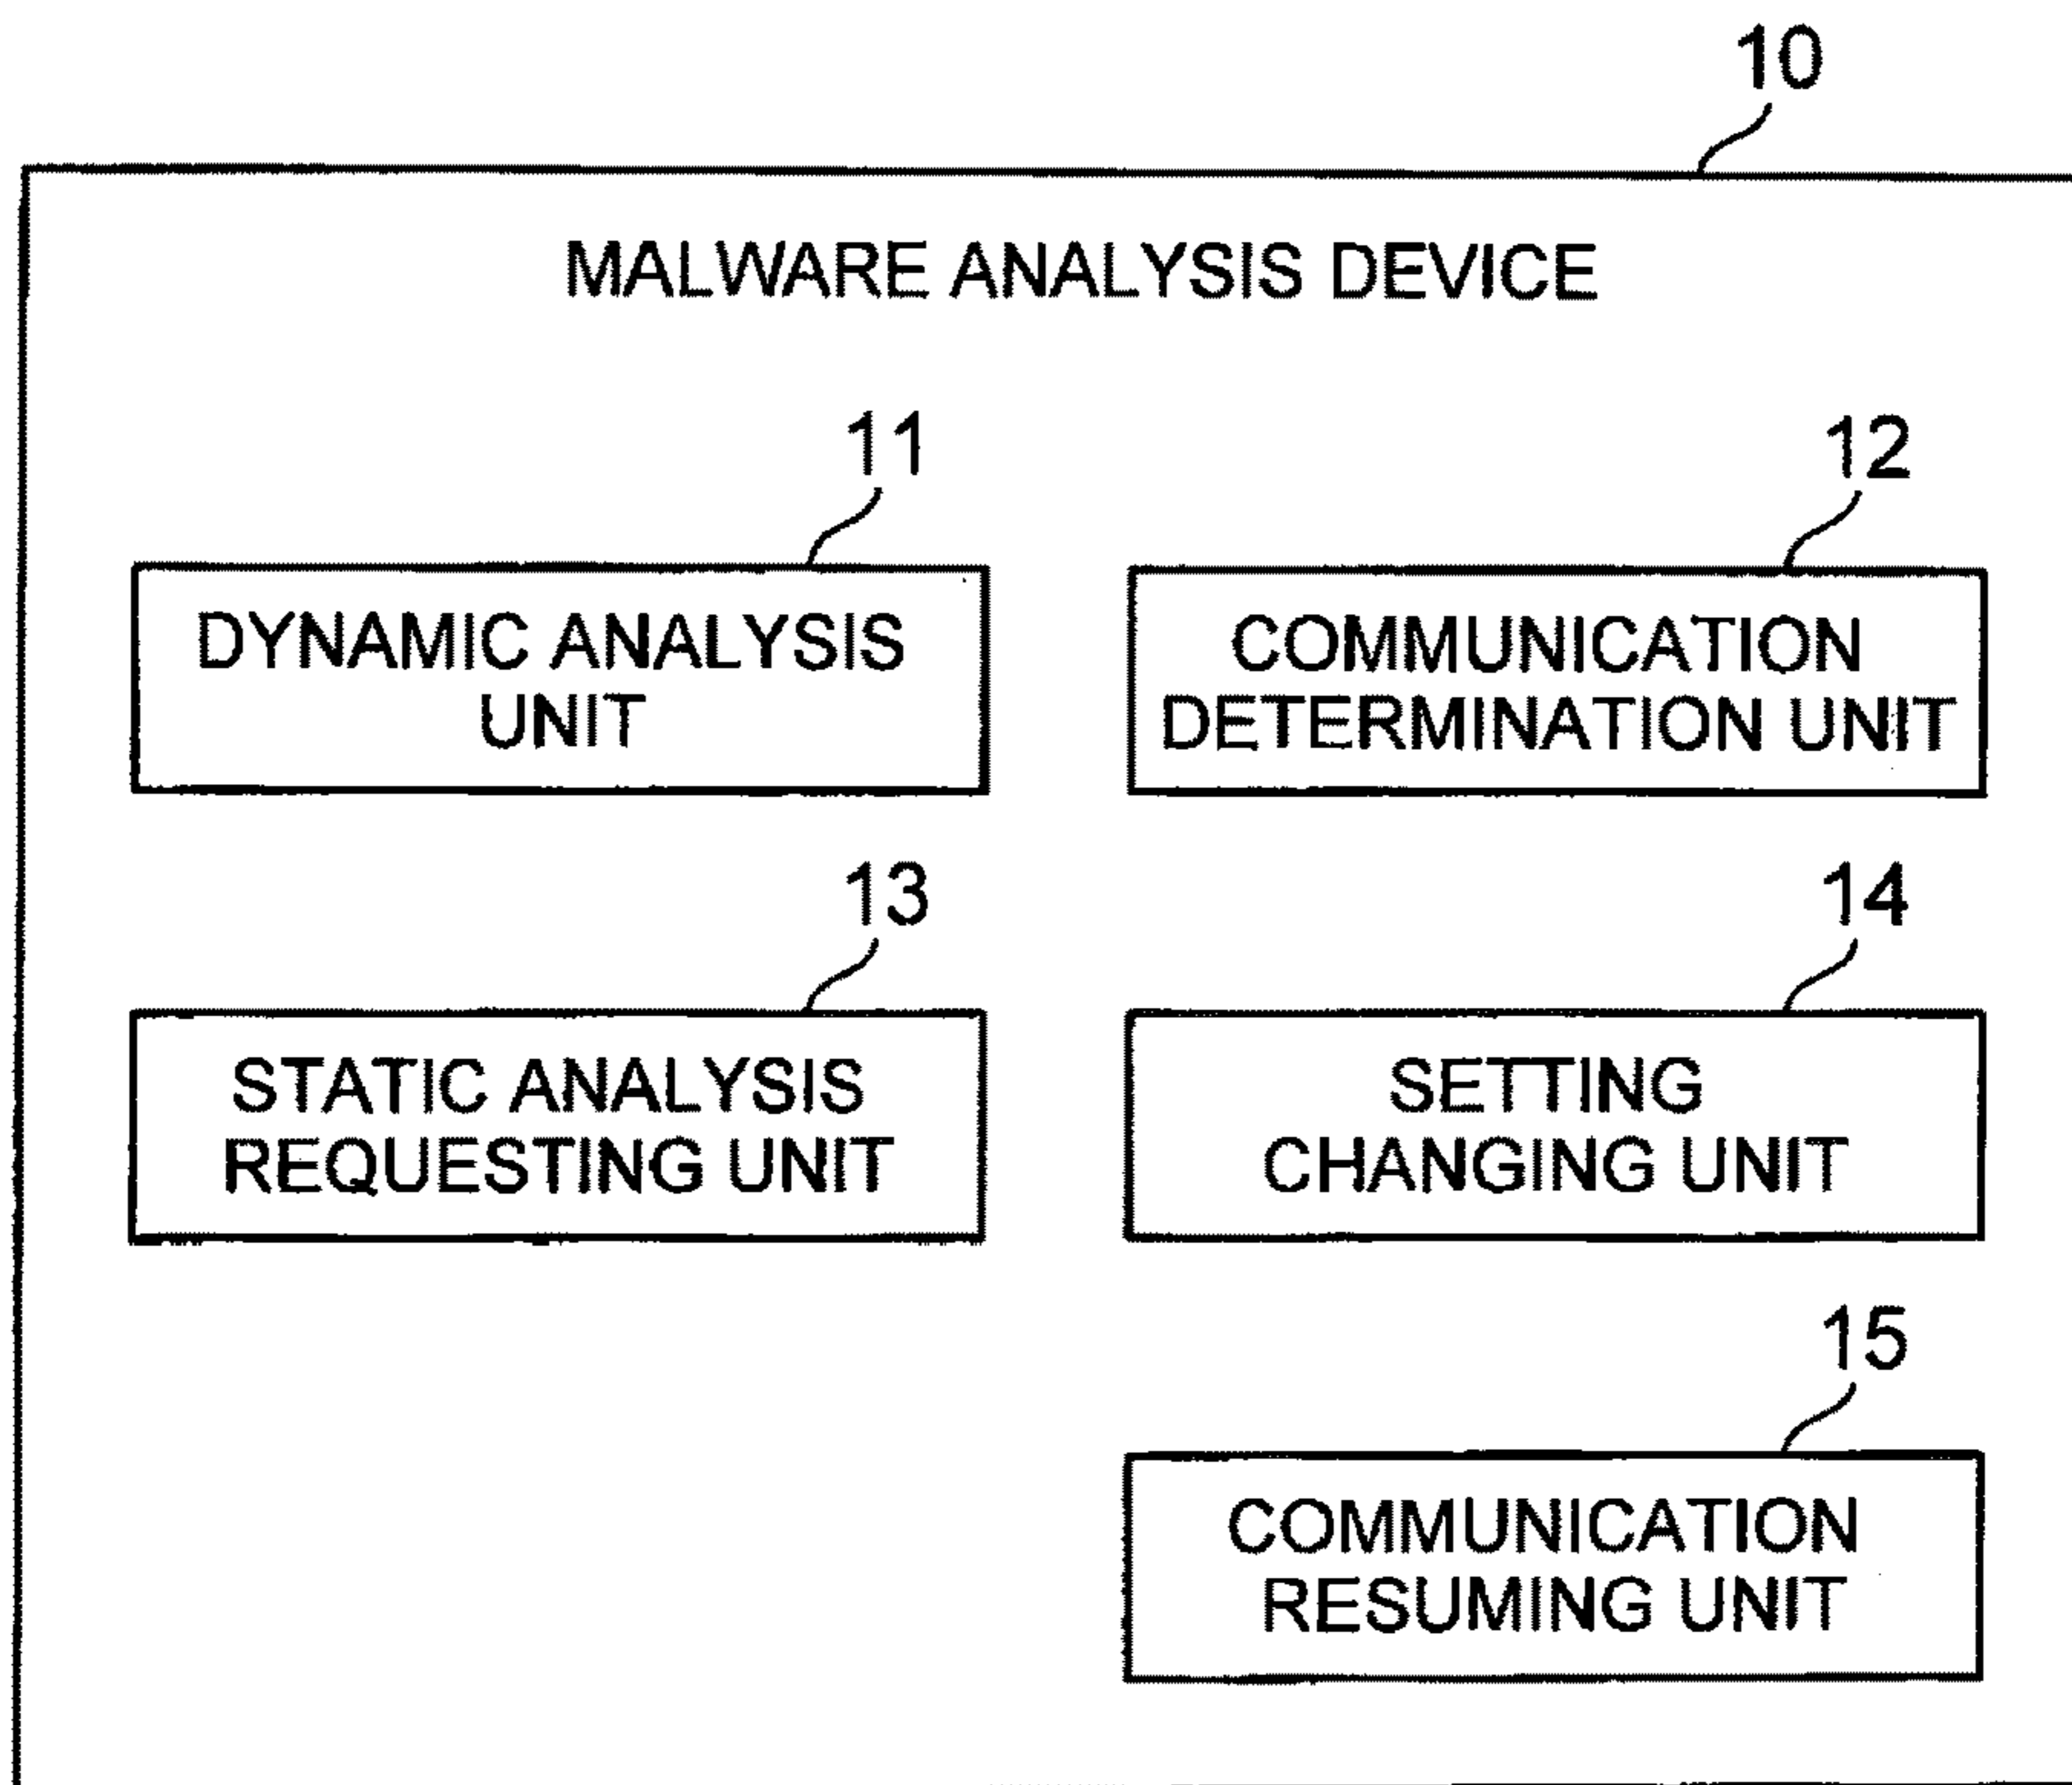 10
MALWARE ANALYSIS DEVICE
11
DYNAMIC ANALYSIS
UNIT
12
COMMUNICATION
DETERMINATION UNIT
13
STATIC ANALYSIS
REQUESTING UNIT
14
SETTING
CHANGING UNIT
15
COMMUNICATION
RESUMING UNIT